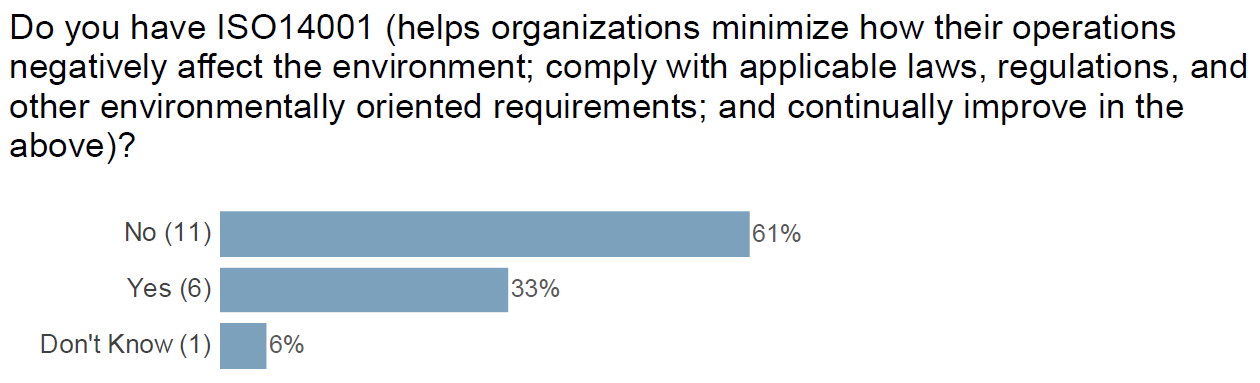 Do you have ISO14001 (helps organizations minimize how their operations
negatively affect the environment; comply with applicable laws, regulations, and
other environmentally oriented requirements; and continually improve in the
above)?
No (11) 61%
Yes (6) 33%
Don't Know (1) 6%